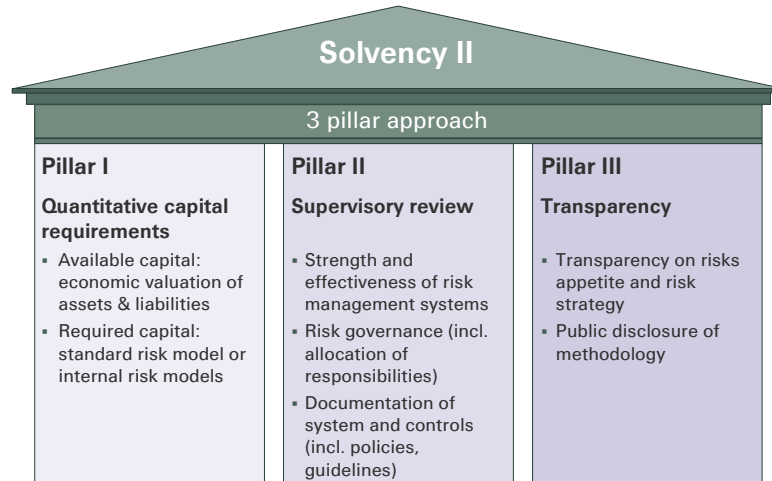 Solvency II
3 pillar approach
Pillar I
Quantitative capital
requirements
▪ Available capital:
economic valuation of
assets & liabilities
▪ Required capital:
standard risk model or
internal risk models
Pillar II
Supervisory review
▪ Strength and
effectiveness of risk
management systems
▪ Risk governance (incl.
allocation of
responsibilities)
▪ Documentation of
system and controls
(incl. policies,
guidelines)
Pillar III
Transparency
▪ Transparency on risks
appetite and risk
strategy
▪ Public disclosure of
methodology